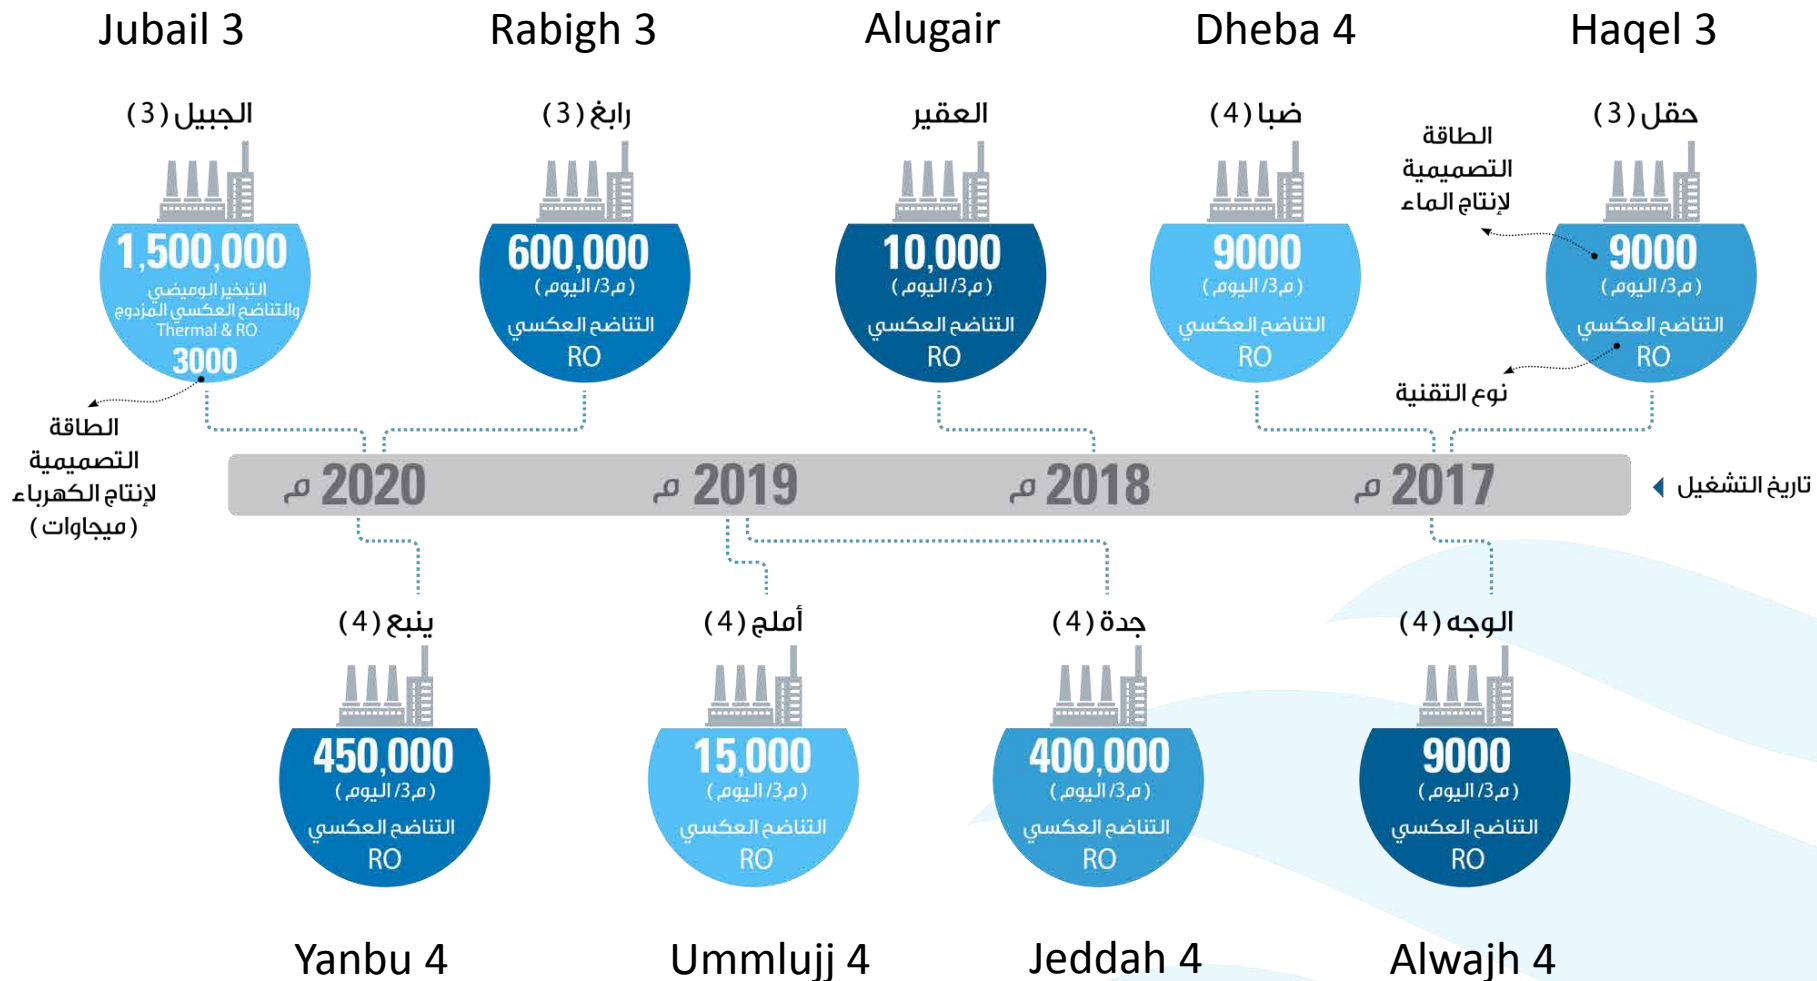 Jubail 3
Rabigh 3
Alugair
Dheba 4
Haqel 3
الجبيل (3)
رابغ (3)
العقير
ضبا (4)
حقل (3)
الطاقة
التصميمية
لإنتاج الماء
1,500,000
التبخير الوميضي
والتناضح العكسي المزدوج
Thermal & RO
3000
600,000
(م3/ اليوم)
التناضح العكسي
RO
10,000
(م3/ اليوم)
التناضح العكسي
RO
9000
(م3/ اليوم)
التناضح العكسي
RO
9000
(م3/ اليوم)
التناضح العكسي
RO
نوع التقنية
الطاقة
التصميمية
لإنتاج الكهرباء
(ميجاوات)
تاريخ التشغيل
2017 م
2018 م
2019 م
2020 م
ينبع (4)
أملج (4)
جدة (4)
الوجه (4)
450,000
(م3/ اليوم)
التناضح العكسي
RO
15,000
(م3/ اليوم)
التناضح العكسي
RO
400,000
(م3/ اليوم)
التناضح العكسي
RO
9000
(م3/ اليوم)
التناضح العكسي
RO
Yanbu 4
Ummlujj 4
Jeddah 4
Alwajh 4